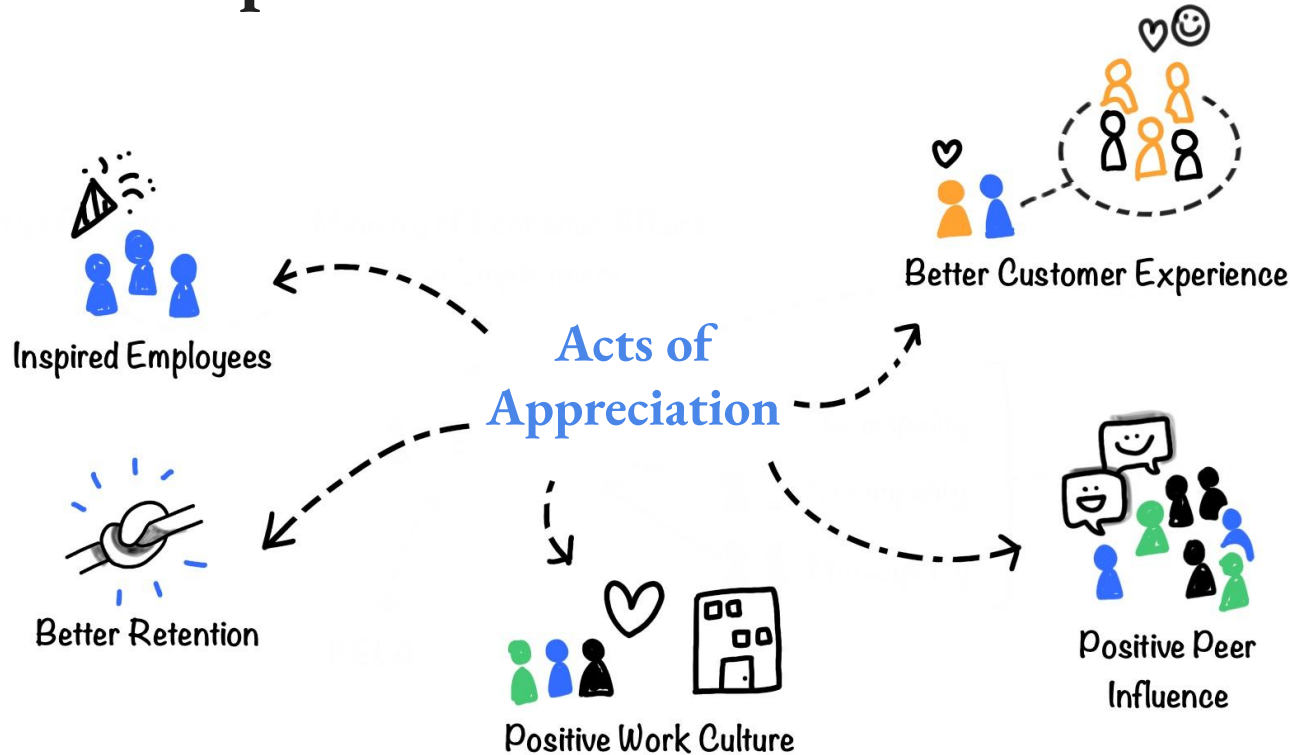 Better Customer Experience
Inspired Employees
Acts of
Appreciation
Better Retention
Positive Peer
Influence
Positive Work Culture